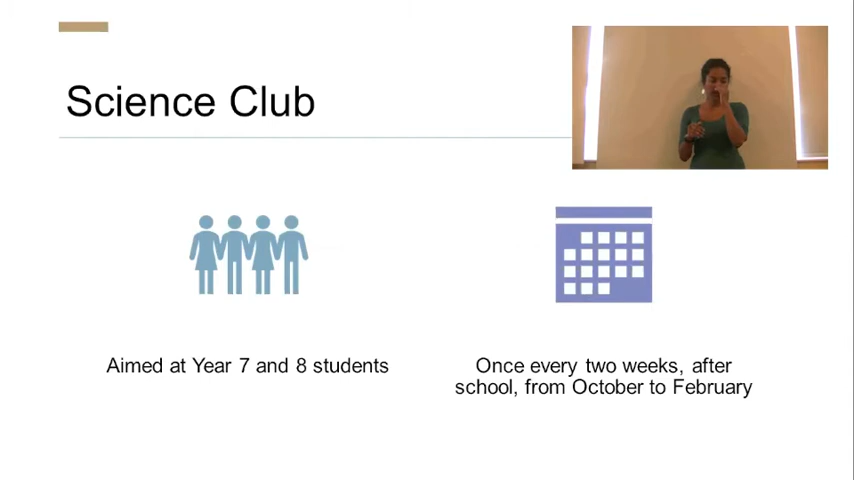 Science Club
Aimed at Year 7 and 8 students
Once every two weeks, after
school, from October to February